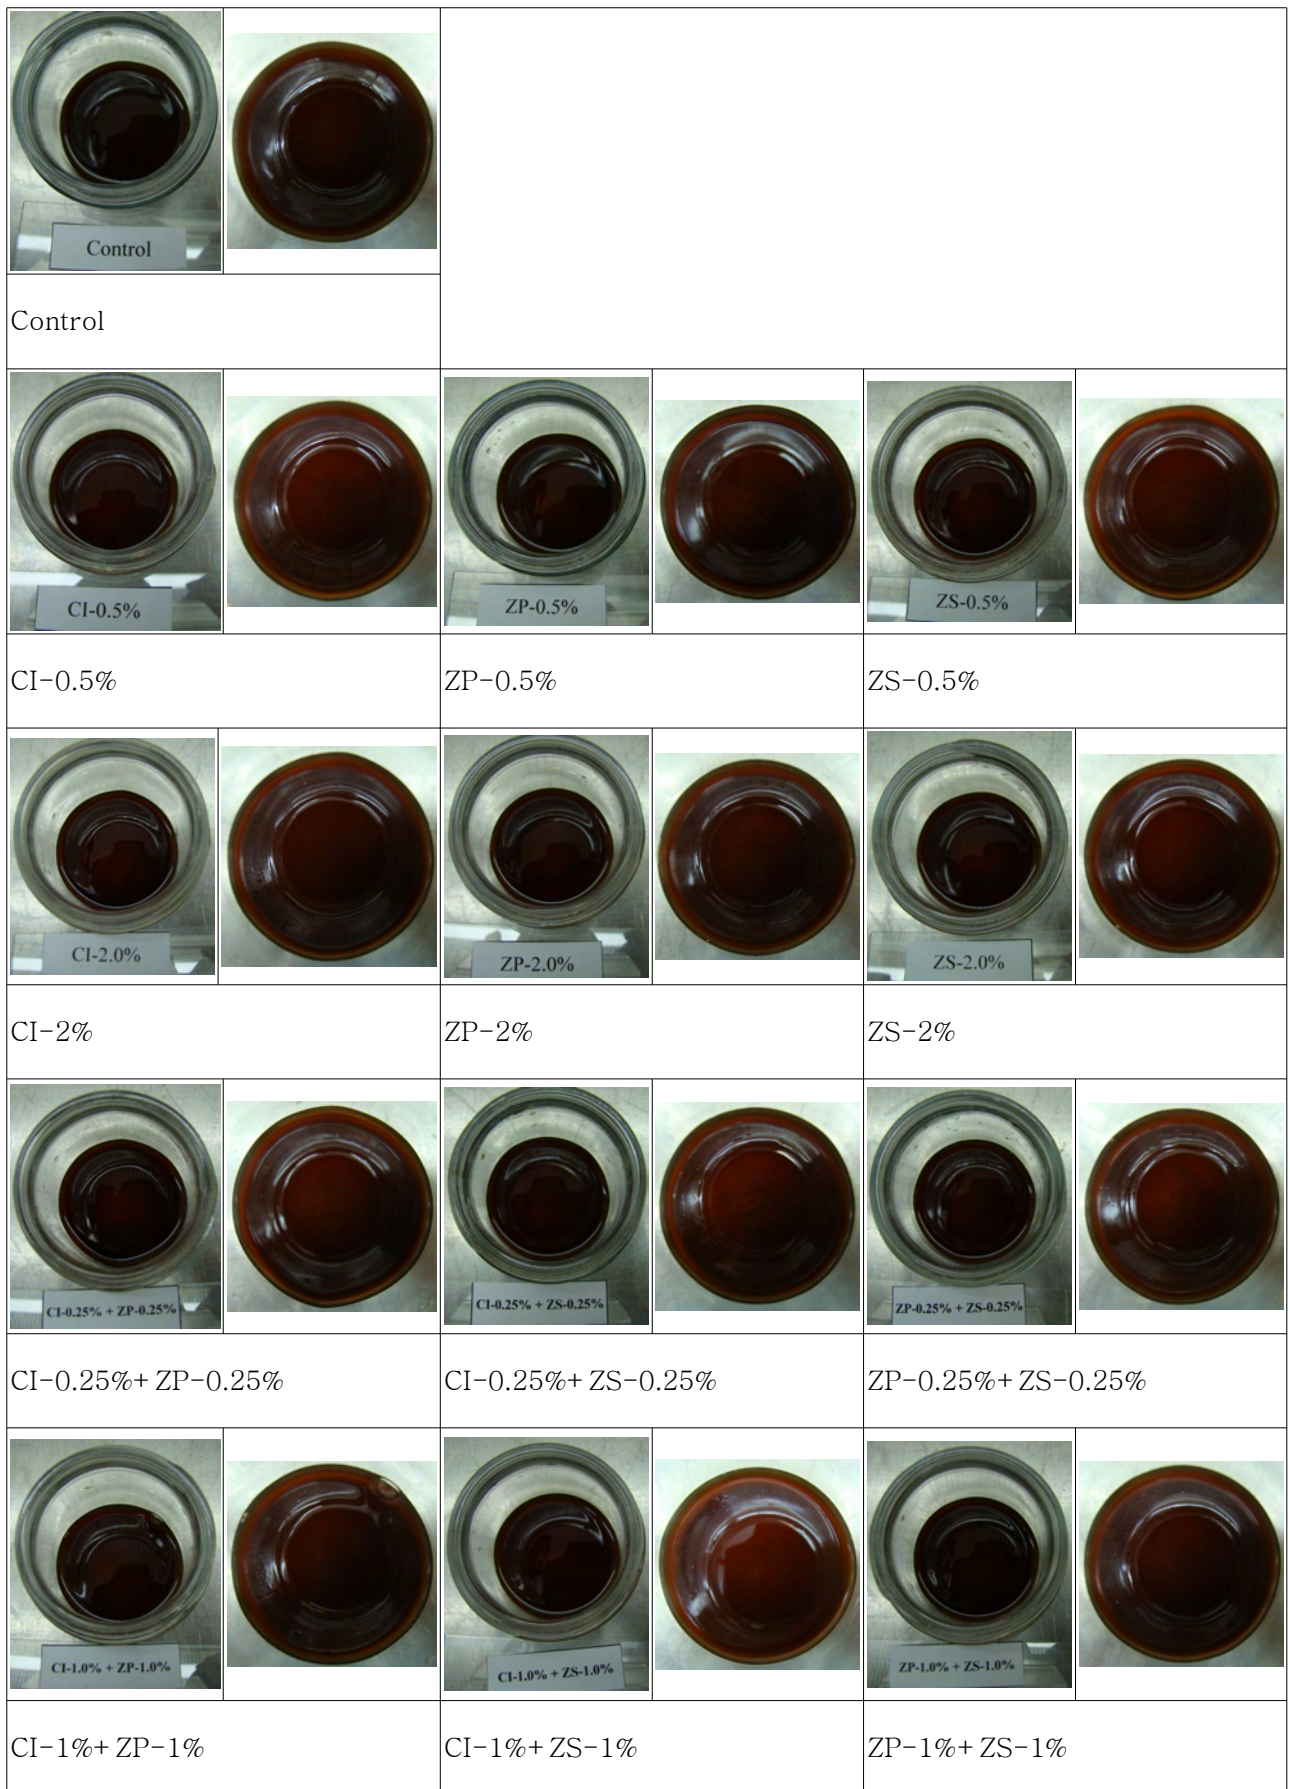 Control
Control
CI-0.5%
ZP-0.5%
ZS-0.5%
CI-0.5%
ZP-0.5%
ZS-0.5%
CI-2.0%
ZP-2.0%
ZS-2.0%
CI-2%
ZP-2%
ZS-2%
CI-0.25% + ZP-0.25%
CI-0.25% + ZS-0.25%
ZP-0.25% + ZS-0.25%
CI-0.25%+ ZP-0.25%
CI-0.25%+ ZS-0.25%
ZP-0.25%+ ZS-0.25%
CI-1.0% + ZP-1.0%
CI-1.0% + ZS-1.0%
ZP-1.0% + ZS-1.0%
CI-1%+ ZP-1%
CI-1%+ ZS-1%
ZP-1%+ ZS-1%